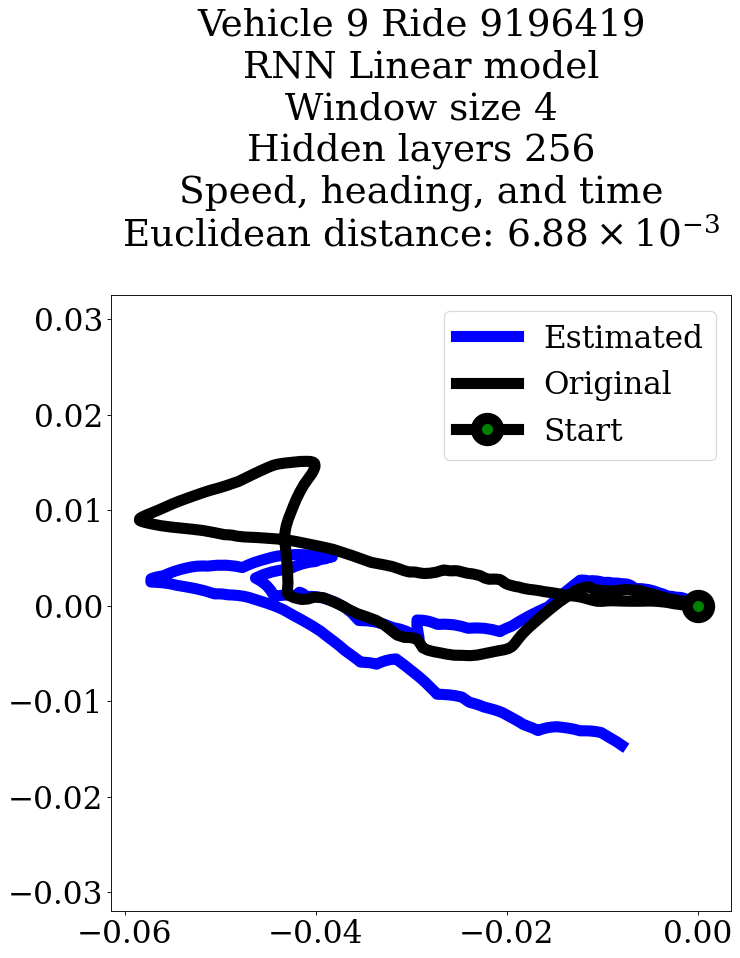 Vehicle 9 Ride 9196419
RNN Linear model
Window size 4
Hidden layers 256
Speed, heading, and time
Euclidean distance: 6.88 × 10⁻³
Estimated
Original
Start
0.03
0.02
0.01
0.00
−0.01
−0.02
−0.03
−0.06 −0.04 −0.02 0.00